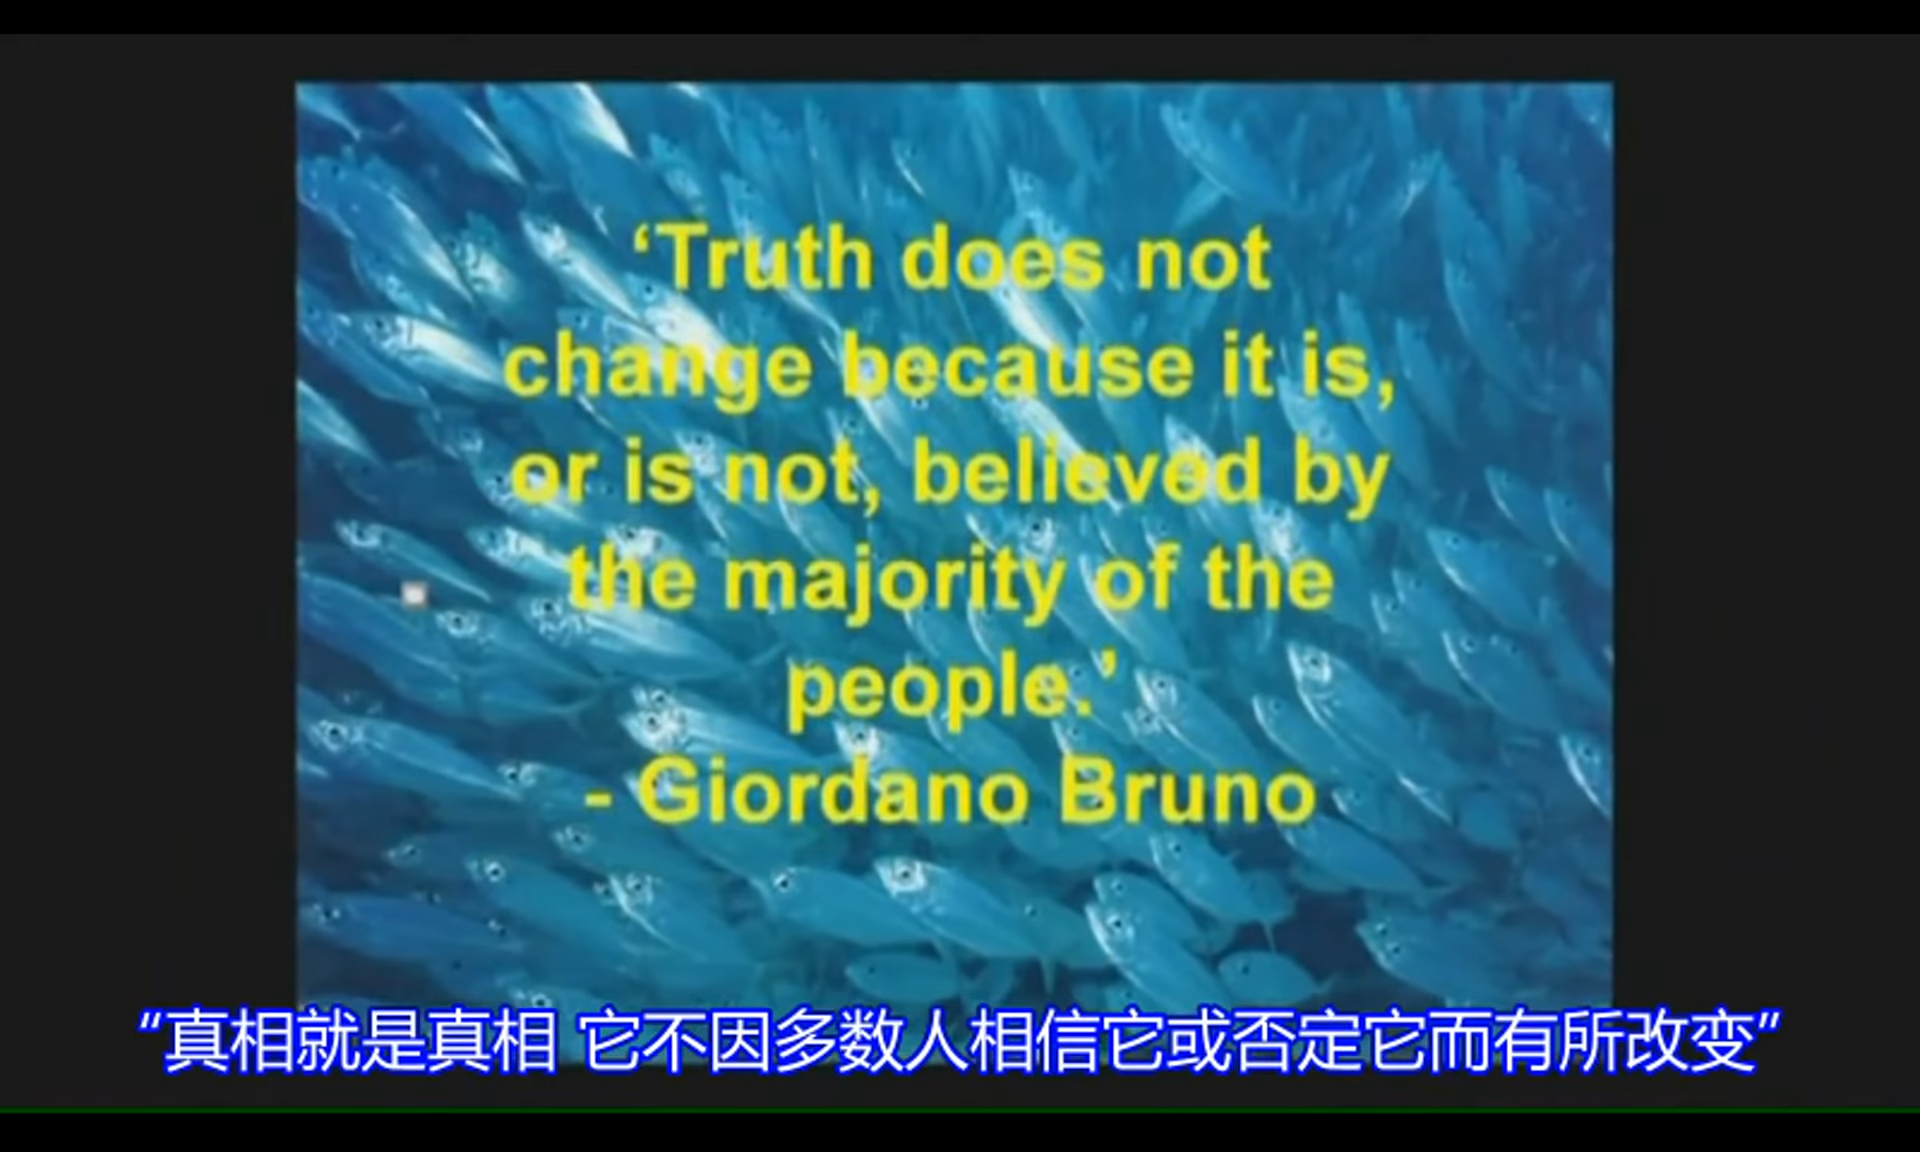 ‘Truth does not
change because it is,
or is not, believed by
the majority of the
people.’
- Giordano Bruno
“真相就是真相 它不因多数人相信它或否定它而有所改变”